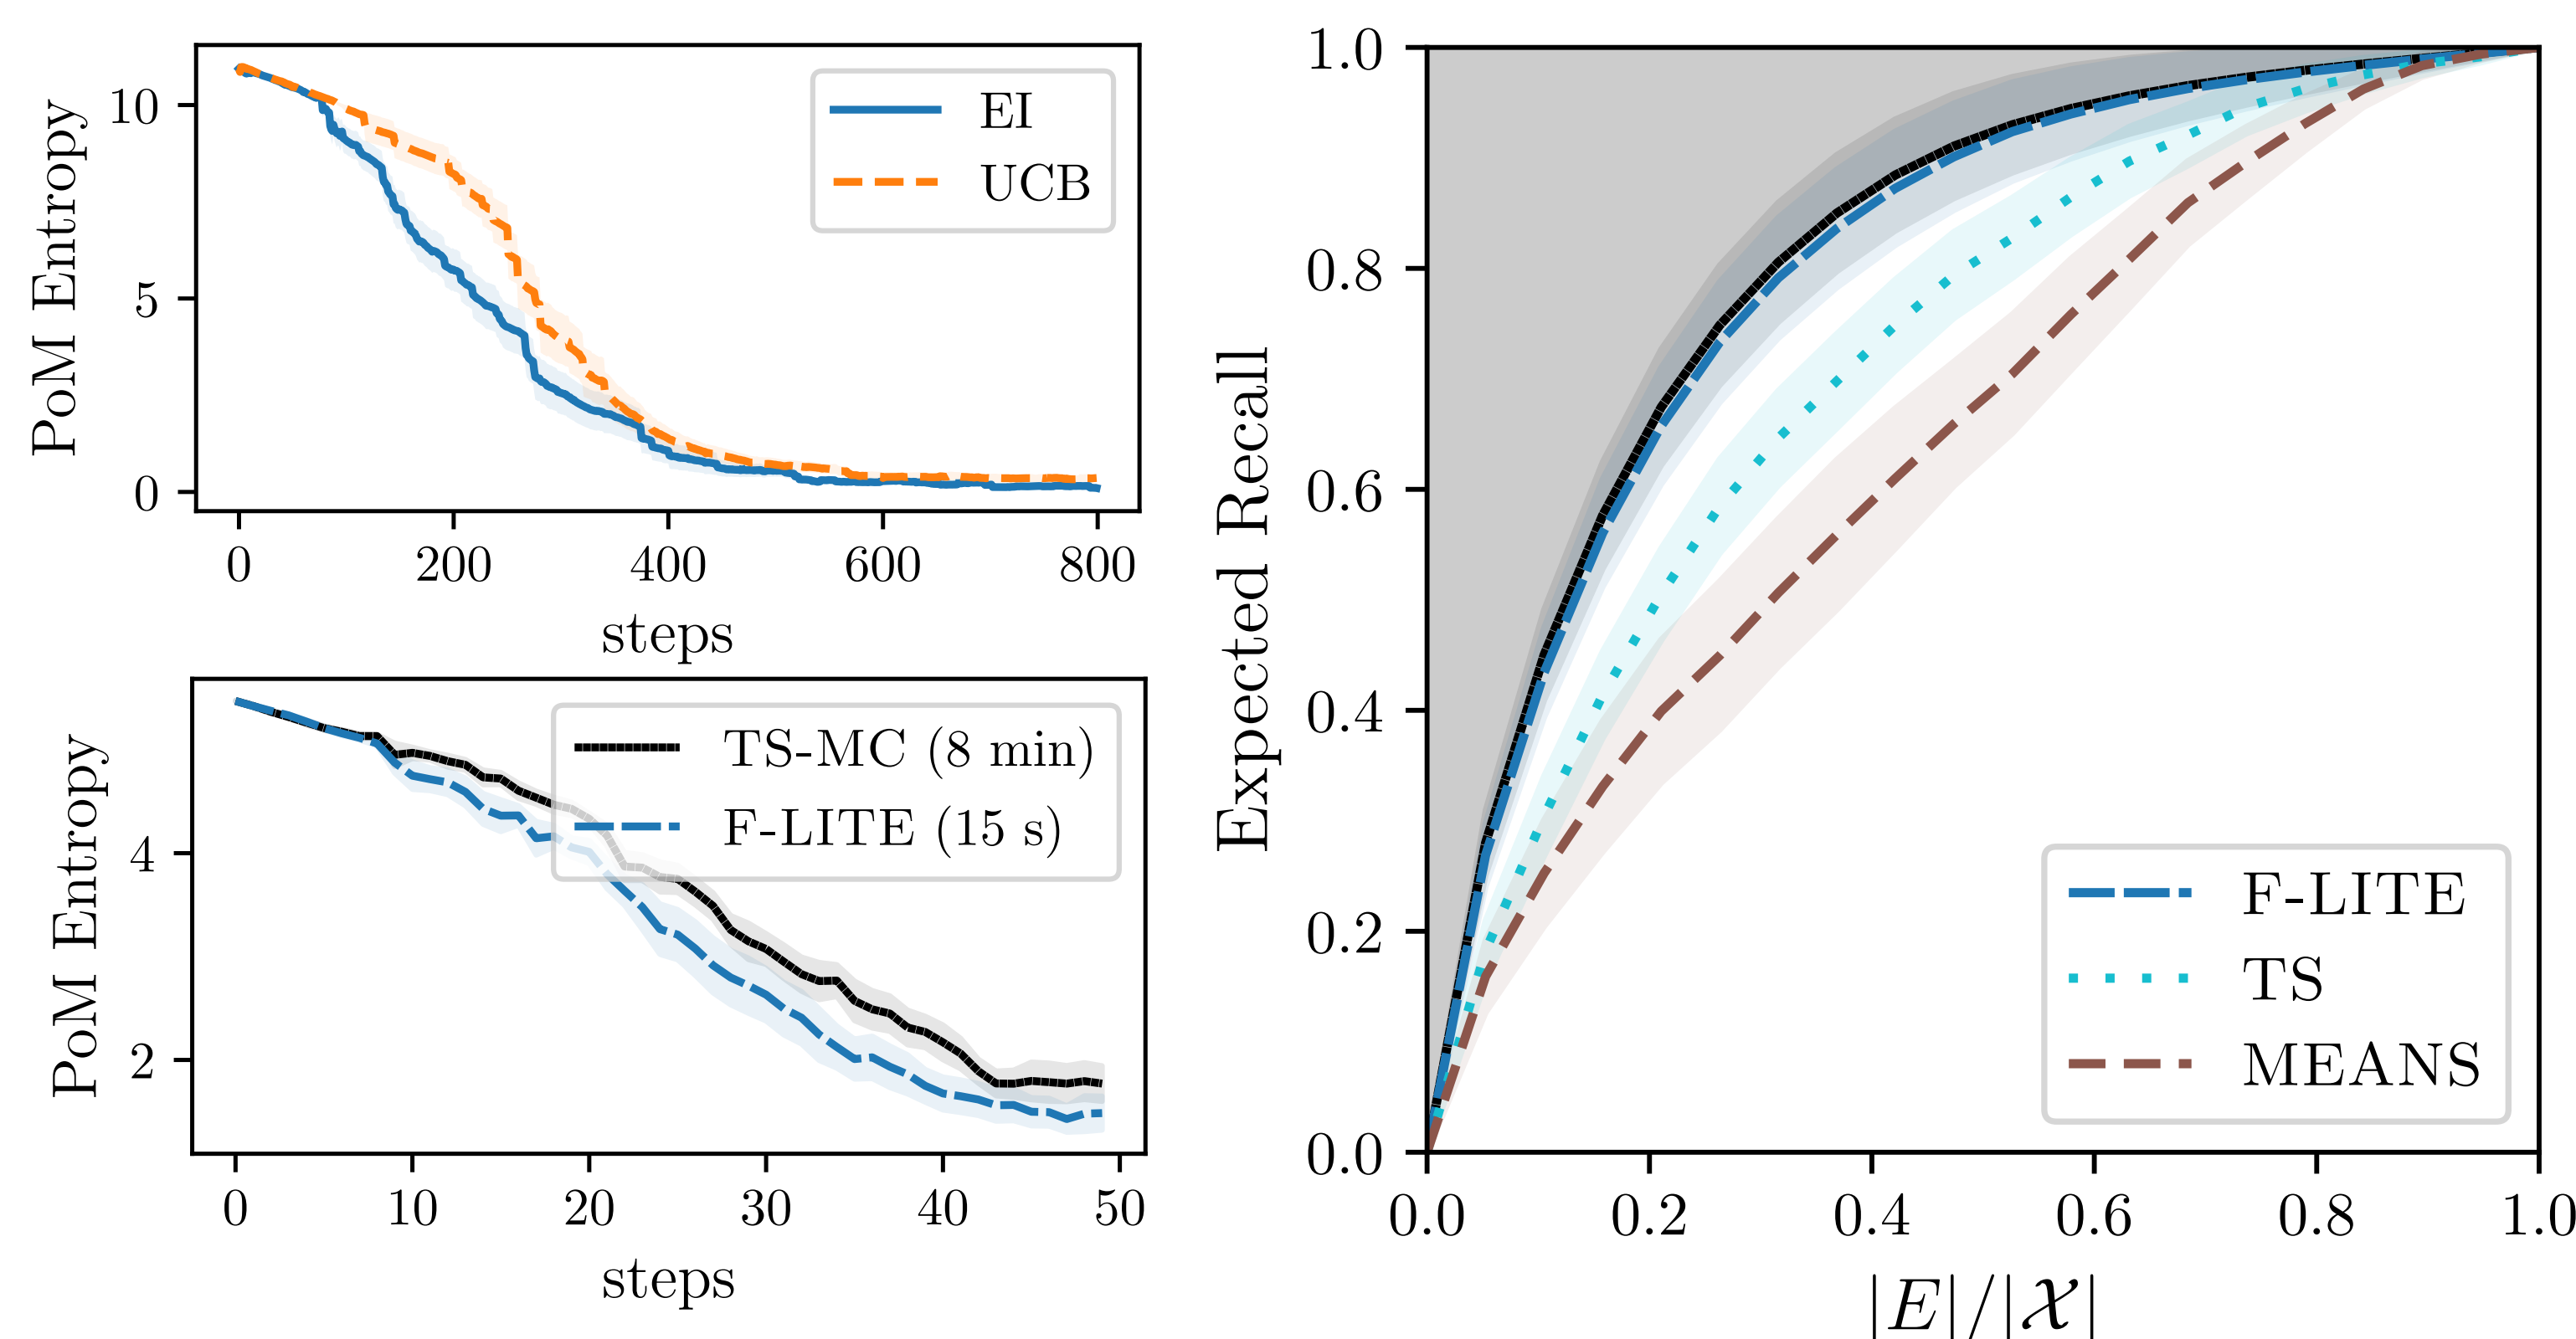 PoM Entropy
10
5
0
EI
UCB
0 200 400 600 800
steps
PoM Entropy
4
2
TS-MC (8 min)
F-LITE (15 s)
0 10 20 30 40 50
steps
Expected Recall
1.0
0.8
0.6
0.4
0.2
0.0
F-LITE
TS
MEANS
0.0 0.2 0.4 0.6 0.8 1.0
|E|/|𝒳|